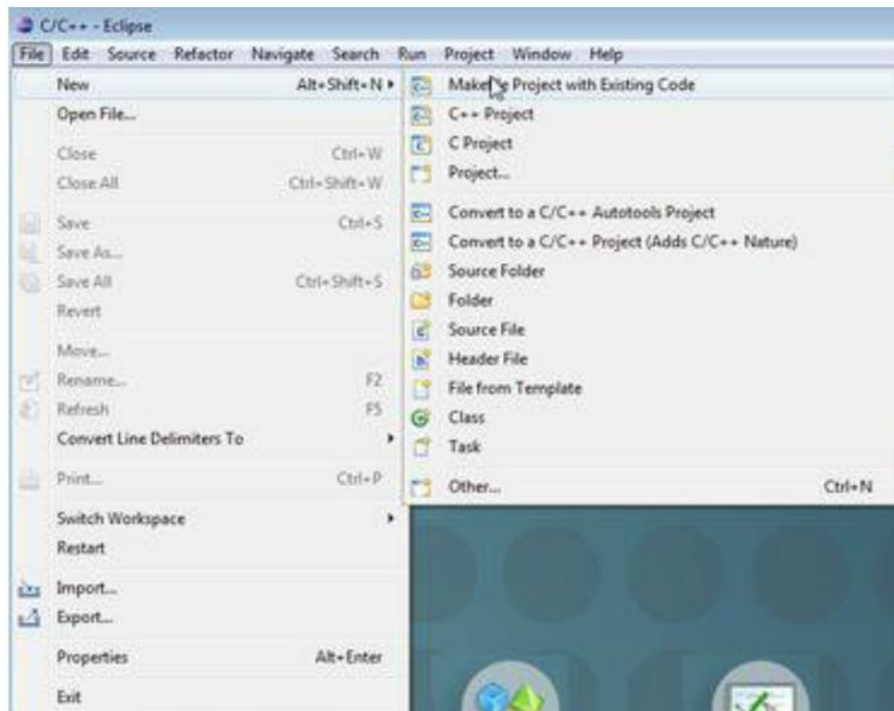 C/C++ - Eclipse
File Edit Source Refactor Navigate Search Run Project Window Help
New Alt+Shift+N
Open File...
Close Ctrl+W
Close All Ctrl+Shift+W
Save Ctrl+S
Save As...
Save All Ctrl+Shift+S
Revert
Move...
Rename... F2
Refresh F5
Convert Line Delimiters To
Print... Ctrl+P
Switch Workspace
Restart
Import...
Export...
Properties Alt+Enter
Exit
Project with Existing Code
C++ Project
C Project
Project...
Convert to a C/C++ Autotools Project
Convert to a C/C++ Project (Adds C/C++ Nature)
Source Folder
Folder
Source File
Header File
File from Template
Class
Task
Other... Ctrl+N